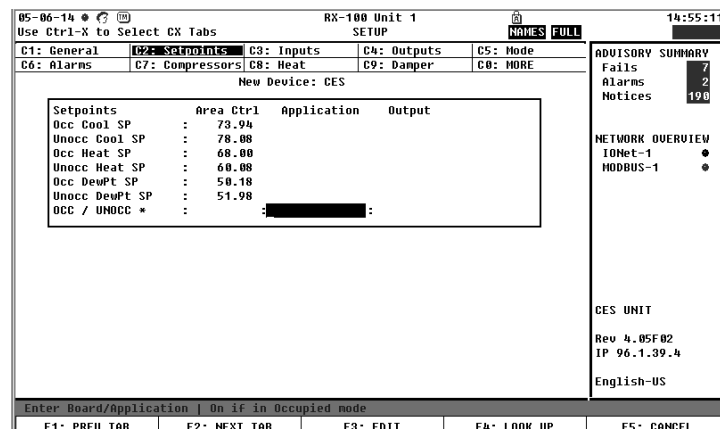 05-06-14 RX-100 Unit 1 14:55:11
Use Ctrl-X to Select CX Tabs SETUP NAMES FULL
C1: General C2: Setpoints C3: Inputs C4: Outputs C5: Mode
C6: Alarms C7: Compressors C8: Heat C9: Damper C0: MORE
New Device: CES
Setpoints Area Ctrl Application Output
Occ Cool SP : 73.94
Unocc Cool SP : 78.08
Occ Heat SP : 68.00
Unocc Heat SP : 60.08
Occ DewPt SP : 50.18
Unocc DewPt SP : 51.98
OCC / UNOCC * : : :
ADVISORY SUMMARY
Fails 7
Alarms 2
Notices 190
NETWORK OVERVIEW
IONet-1
MODBUS-1
CES UNIT
Rev 4.05F02
IP 96.1.39.4
English-US
Enter Board/Application | On if in Occupied mode
F1: PREV TAB F2: NEXT TAB F3: EDIT F4: LOOK UP F5: CANCEL